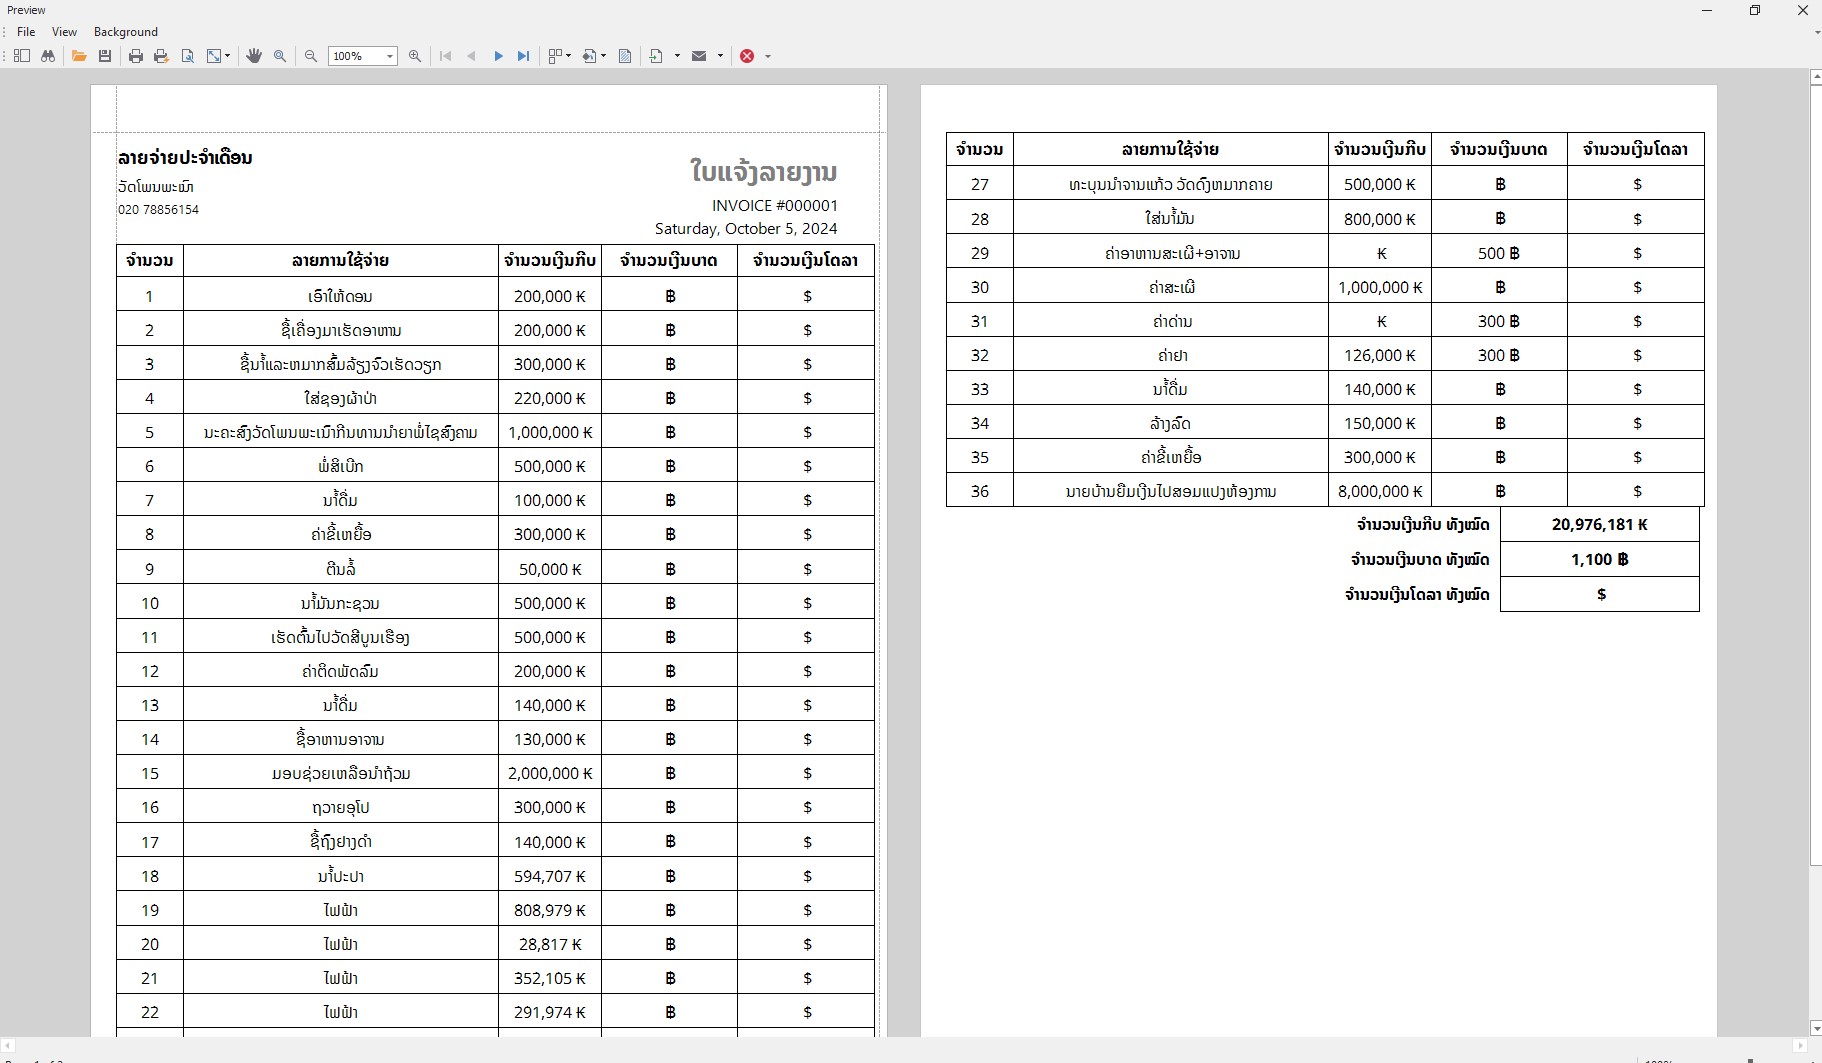 Preview
File View Background
100%
ລາຍຈ່າຍປະຈຳເດືອນ
ວັດໂພນພະເນົາ
020 78856154
ໃບແຈ້ງລາຍງານ
INVOICE #000001
Saturday, October 5, 2024
ຈຳນວນ ລາຍການໃຊ້ຈ່າຍ ຈຳນວນເງິນກີບ ຈຳນວນເງິນບາດ ຈຳນວນເງິນໂດລາ
1 ເອົາໃຫ້ດອນ 200,000 ₭ ฿ $
2 ຊື້ເຄື່ອງມາເຮັດອາຫານ 200,000 ₭ ฿ $
3 ຊື້ນ້ຳແລະຫມາກສົ້ມລ້ຽງຈົວເຮັດວຽກ 300,000 ₭ ฿ $
4 ໃສ່ຊອງຜ້າປ່າ 220,000 ₭ ฿ $
5 ນະຄະສົງວັດໂພນພະເນົາກິນທານນຳຍາພໍ່ໄຊສົງຄາມ 1,000,000 ₭ ฿ $
6 ພໍ່ສີເບີກ 500,000 ₭ ฿ $
7 ນ້ຳດື່ມ 100,000 ₭ ฿ $
8 ຄ່າຂີ້ເຫຍື້ອ 300,000 ₭ ฿ $
9 ຕີນລໍ້ 50,000 ₭ ฿ $
10 ນ້ຳມັນກະຊວນ 500,000 ₭ ฿ $
11 ເຮັດຕົ້ນໄປວັດສີບູນເຮືອງ 500,000 ₭ ฿ $
12 ຄ່າຕິດພັດລົມ 200,000 ₭ ฿ $
13 ນ້ຳດື່ມ 140,000 ₭ ฿ $
14 ຊື້ອາຫານອາຈານ 130,000 ₭ ฿ $
15 ມອບຊ່ວຍເຫລືອນຳຖ້ວມ 2,000,000 ₭ ฿ $
16 ຖວາຍອຸໂປ 300,000 ₭ ฿ $
17 ຊື້ຖົງຢາງດຳ 140,000 ₭ ฿ $
18 ນ້ຳປະປາ 594,707 ₭ ฿ $
19 ໄຟຟ້າ 808,979 ₭ ฿ $
20 ໄຟຟ້າ 28,817 ₭ ฿ $
21 ໄຟຟ້າ 352,105 ₭ ฿ $
22 ໄຟຟ້າ 291,974 ₭ ฿ $
ຈຳນວນ ລາຍການໃຊ້ຈ່າຍ ຈຳນວນເງິນກີບ ຈຳນວນເງິນບາດ ຈຳນວນເງິນໂດລາ
27 ທະບຸນນຳຈານແກ້ວ ວັດດົງຫມາກຄາຍ 500,000 ₭ ฿ $
28 ໃສ່ນ້ຳມັນ 800,000 ₭ ฿ $
29 ຄ່າອາຫານສະເຜີ+ອາຈານ ₭ 500 ฿ $
30 ຄ່າສະເຜີ 1,000,000 ₭ ฿ $
31 ຄ່າດ່ານ ₭ 300 ฿ $
32 ຄ່າຢາ 126,000 ₭ 300 ฿ $
33 ນ້ຳດື່ມ 140,000 ₭ ฿ $
34 ລ້າງລົດ 150,000 ₭ ฿ $
35 ຄ່າຂີ້ເຫຍື້ອ 300,000 ₭ ฿ $
36 ນາຍບ້ານຢືມເງິນໄປສອມແປງຫ້ອງການ 8,000,000 ₭ ฿ $
ຈຳນວນເງິນກີບ ທັງໝົດ 20,976,181 ₭
ຈຳນວນເງິນບາດ ທັງໝົດ 1,100 ฿
ຈຳນວນເງິນໂດລາ ທັງໝົດ $